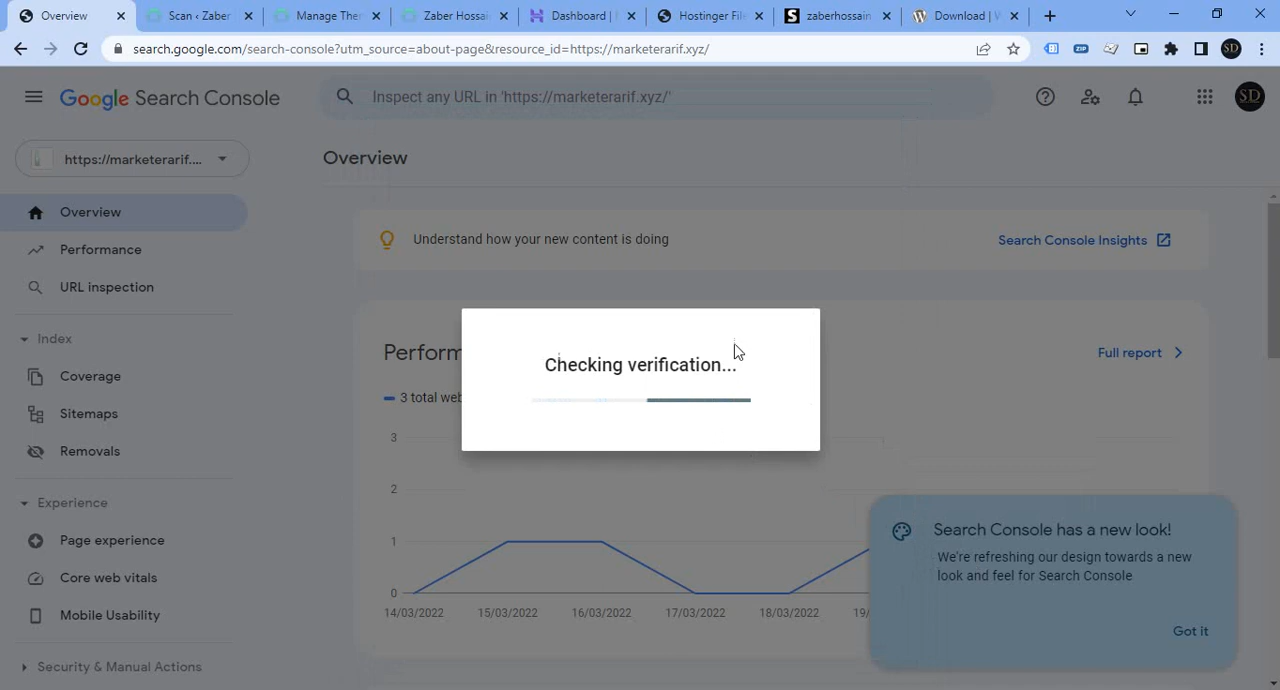 Overview
Scan ‹ Zaber
Manage The
Zaber Hossai
Dashboard |
Hostinger File
zaberhossain
Download |
search.google.com/search-console?utm_source=about-page&resource_id=https://marketerarif.xyz/
SD
Google Search Console
Inspect any URL in 'https://marketerarif.xyz/'
SD
https://marketerarif....
Overview
Overview
Understand how your new content is doing
Search Console Insights
Performance
URL inspection
Index
Checking verification...
Perform
Full report
Coverage
3 total we
Sitemaps
3
Removals
2
Experience
Search Console has a new look!
Page experience
1
We're refreshing our design towards a new
look and feel for Search Console
Core web vitals
0
Mobile Usability
14/03/2022 15/03/2022 16/03/2022 17/03/2022 18/03/2022 19/
Got it
Security & Manual Actions